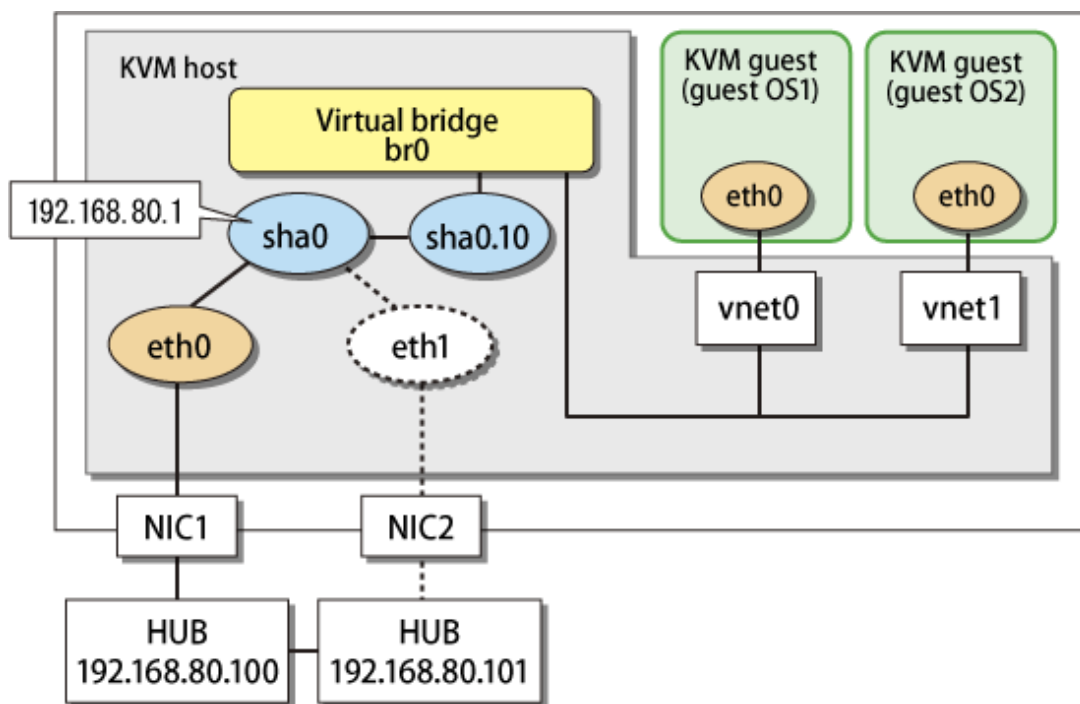 KVM host
Virtual bridge
br0
192.168.80.1
sha0
sha0.10
eth0
eth1
KVM guest
(guest OS1)
eth0
KVM guest
(guest OS2)
eth0
vnet0
vnet1
NIC1
NIC2
HUB
192.168.80.100
HUB
192.168.80.101